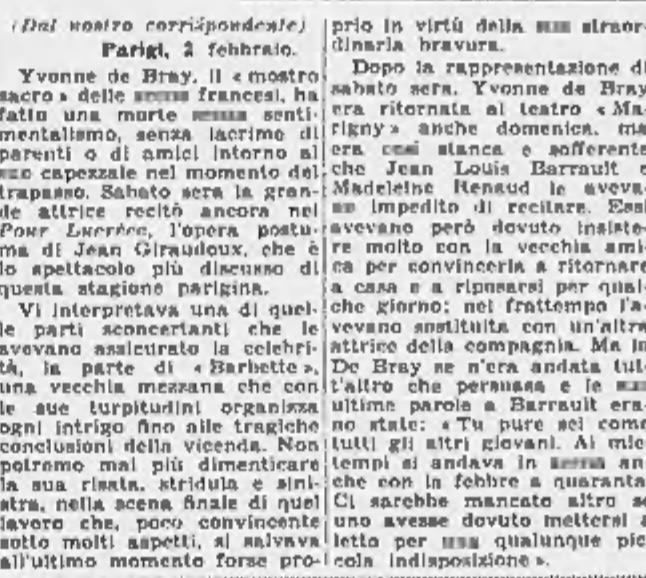 (Dal nostro corrispondente)
Parigi, 2 febbraio.
Yvonne de Bray, il « mostro
sacro » delle francesi, ha
fatto una morte senti-
mentalismo, senza lacrime di
parenti o di amici intorno al
capezzale nel momento del
trapasso. Sabato sera la gran-
de attrice recitò ancora nel
Pour Lucrèce, l'opera postu-
ma di Jean Giraudoux, che è
lo spettacolo più discusso di
questa stagione parigina.
Vi interpretava una di quel-
le parti sconcertanti che le
avevano assicurato la celebri-
tà, la parte di « Barbette »,
una vecchia mezzana che con
le sue turpitudini organizza
ogni intrigo fino alle tragiche
conclusioni della vicenda. Non
potremo mai più dimenticare
la sua risata, stridula e sini-
stra, nella scena finale di quel
lavoro che, poco convincente
sotto molti aspetti, si salvava
all'ultimo momento forse pro-
prio in virtù della straor-
dinaria bravura.
Dopo la rappresentazione di
sabato sera, Yvonne de Bray
era ritornata al teatro « Ma-
rigny » anche domenica, ma
era così stanca e sofferente
che Jean Louis Barrault e
Madeleine Renaud le aveva-
impedito di recitare. Essi
avevano però dovuto insiste-
re molto con la vecchia ami-
ca per convincerla a ritornare
a casa e a riposarsi per qual-
che giorno; nel frattempo l'a-
vevano sostituita con un'altra
attrice della compagnia. Ma la
De Bray se n'era andata tut-
t'altro che persuasa e le
ultime parole a Barrault era-
no state: « Tu pure sei come
tutti gli altri giovani. Ai miei
tempi si andava in an-
che con la febbre a quaranta.
Ci sarebbe mancato altro se
uno avesse dovuto mettersi a
letto per qualunque pic-
cola indisposizione ».